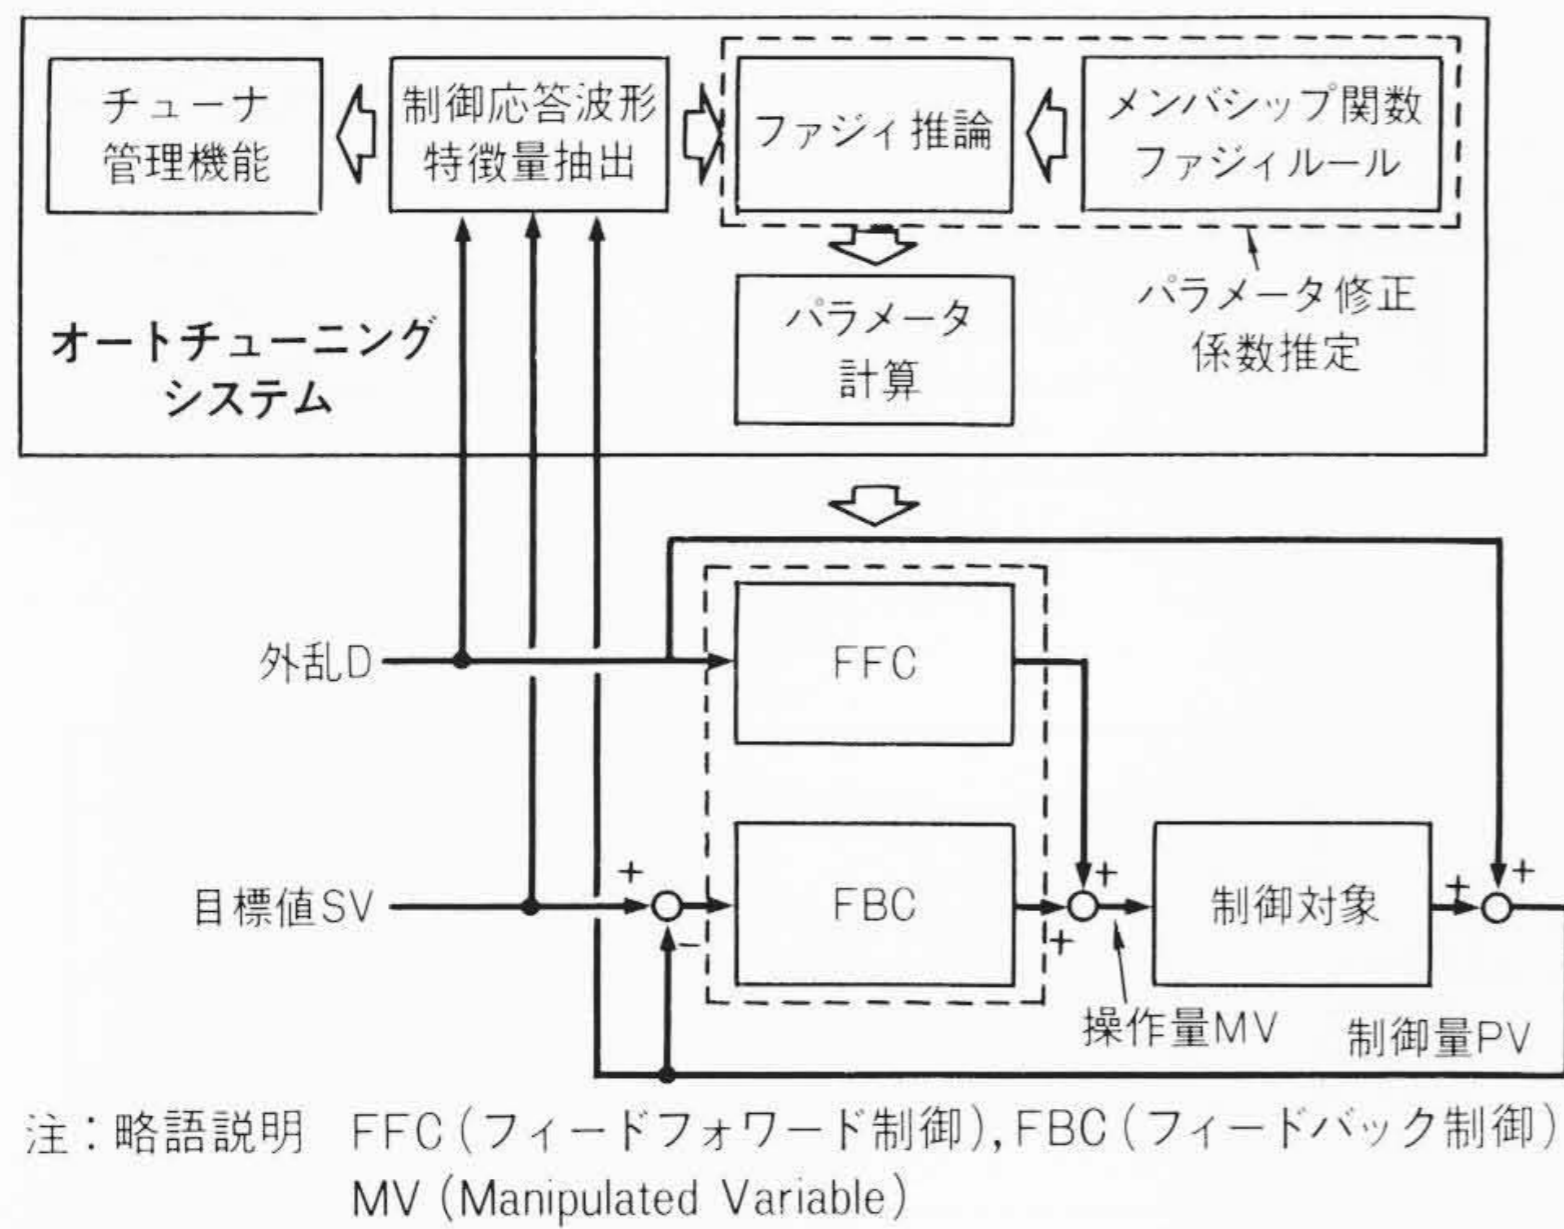 チューナ
管理機能
制御応答波形
特徴量抽出
ファジィ推論
メンバシップ関数
ファジィルール
パラメータ
計算
パラメータ修正
係数推定
オートチューニング
システム
外乱D
FFC
目標値SV
+
-
FBC
+
+
制御対象
+
+
操作量MV
制御量PV
注:略語説明 FFC(フィードフォワード制御),FBC(フィードバック制御)
MV(Manipulated Variable)